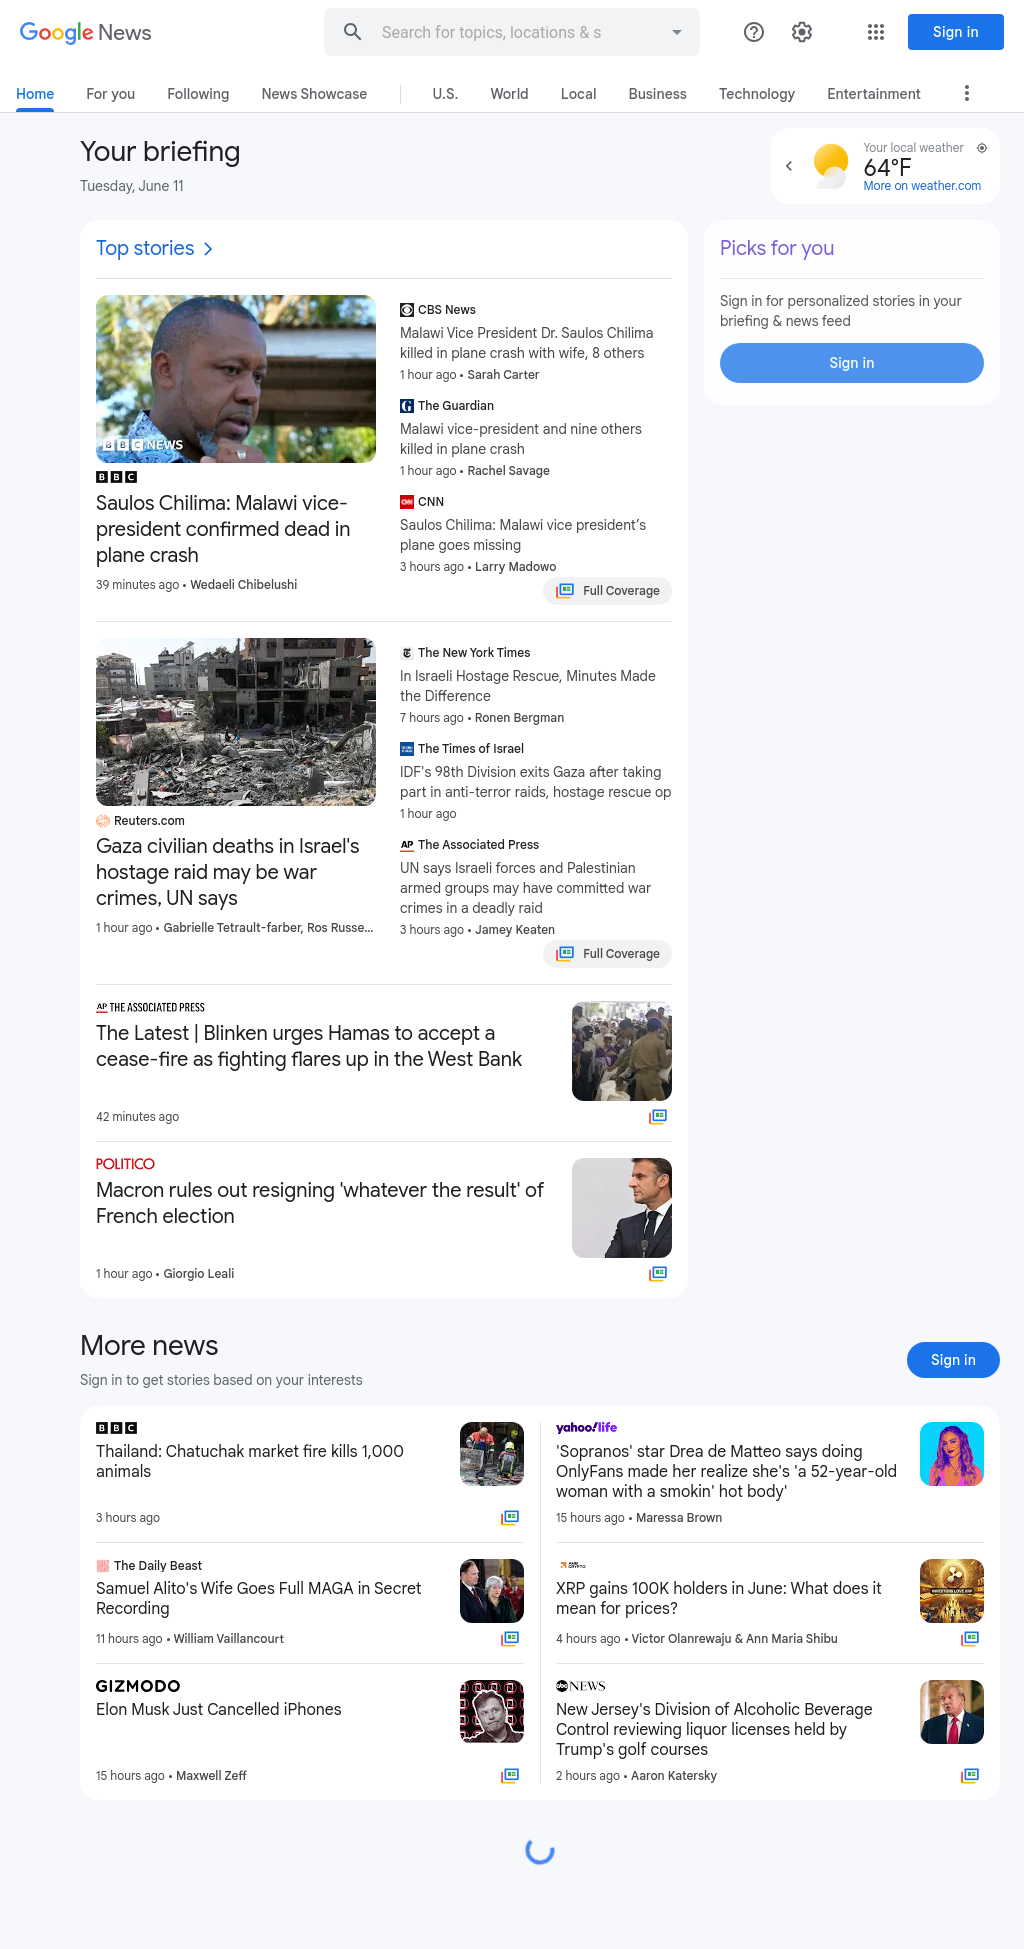 Google News
Search for topics, locations & s
Sign in
Home For you Following News Showcase U.S. World Local Business Technology Entertainment
Your briefing
Tuesday, June 11
Your local weather
64°F
More on weather.com
Top stories
Picks for you
Sign in for personalized stories in your
briefing & news feed
Sign in
BBC NEWS
BBC
Saulos Chilima: Malawi vice-
president confirmed dead in
plane crash
39 minutes ago • Wedaeli Chibelushi
CBS News
Malawi Vice President Dr. Saulos Chilima
killed in plane crash with wife, 8 others
1 hour ago • Sarah Carter
The Guardian
Malawi vice-president and nine others
killed in plane crash
1 hour ago • Rachel Savage
CNN
Saulos Chilima: Malawi vice president’s
plane goes missing
3 hours ago • Larry Madowo
Full Coverage
Reuters.com
Gaza civilian deaths in Israel's
hostage raid may be war
crimes, UN says
1 hour ago • Gabrielle Tetrault-farber, Ros Russe...
The New York Times
In Israeli Hostage Rescue, Minutes Made
the Difference
7 hours ago • Ronen Bergman
The Times of Israel
IDF's 98th Division exits Gaza after taking
part in anti-terror raids, hostage rescue op
1 hour ago
AP The Associated Press
UN says Israeli forces and Palestinian
armed groups may have committed war
crimes in a deadly raid
3 hours ago • Jamey Keaten
Full Coverage
AP THE ASSOCIATED PRESS
The Latest | Blinken urges Hamas to accept a
cease-fire as fighting flares up in the West Bank
42 minutes ago
POLITICO
Macron rules out resigning 'whatever the result' of
French election
1 hour ago • Giorgio Leali
More news
Sign in to get stories based on your interests
Sign in
BBC
Thailand: Chatuchak market fire kills 1,000
animals
3 hours ago
yahoo!life
'Sopranos' star Drea de Matteo says doing
OnlyFans made her realize she's 'a 52-year-old
woman with a smokin' hot body'
15 hours ago • Maressa Brown
The Daily Beast
Samuel Alito's Wife Goes Full MAGA in Secret
Recording
11 hours ago • William Vaillancourt
XRP gains 100K holders in June: What does it
mean for prices?
4 hours ago • Victor Olanrewaju & Ann Maria Shibu
INVESTORS LOVE XRP
GIZMODO
Elon Musk Just Cancelled iPhones
15 hours ago • Maxwell Zeff
abc NEWS
New Jersey's Division of Alcoholic Beverage
Control reviewing liquor licenses held by
Trump's golf courses
2 hours ago • Aaron Katersky